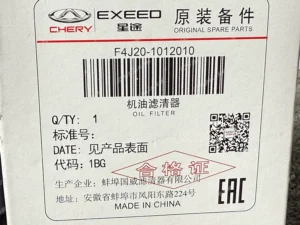 CHERY EXEED 星途 原装备件
ORIGINAL SPARE PARTS
F4J20-1012010
机油滤清器
OIL FILTER
Q/TY: 1
标准号:
DATE: 见产品表面
代码: 1BG
合格证
生产企业: 蚌埠国威滤清器有限公司
地址: 安徽省蚌埠市凤阳东路224号
MADE IN CHINA
EAC